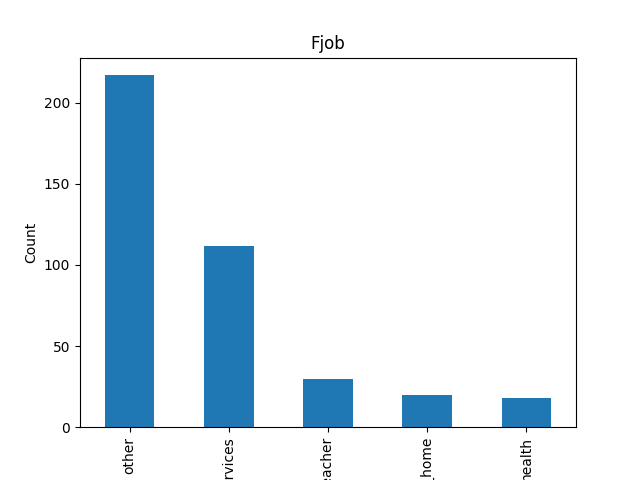 Fjob
Count
200
150
100
50
0
other
rvices
eacher
_home
health